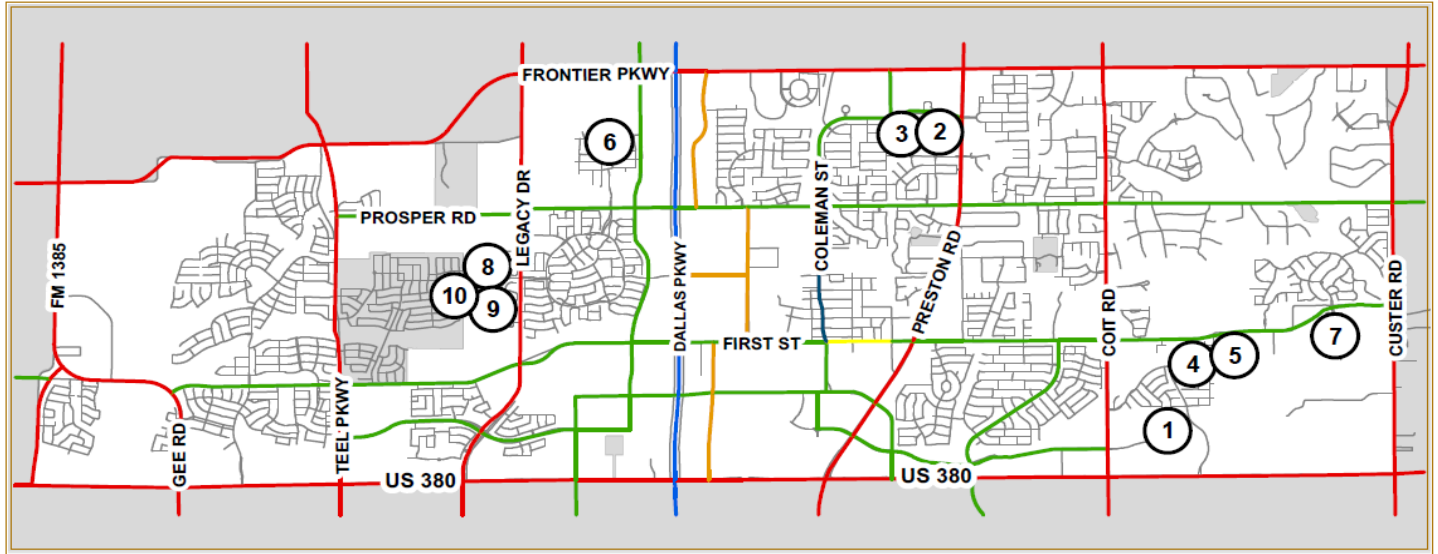 FRONTIER PKWY
6
3
2
COLEMAN ST
LEGACY DR
PROSPER RD
FM 1385
8
10
9
DALLAS PKWY
PRESTON RD
COIT RD
CUSTER RD
7
FIRST ST
4
5
1
GEE RD
TEEL PKWY
US 380
US 380